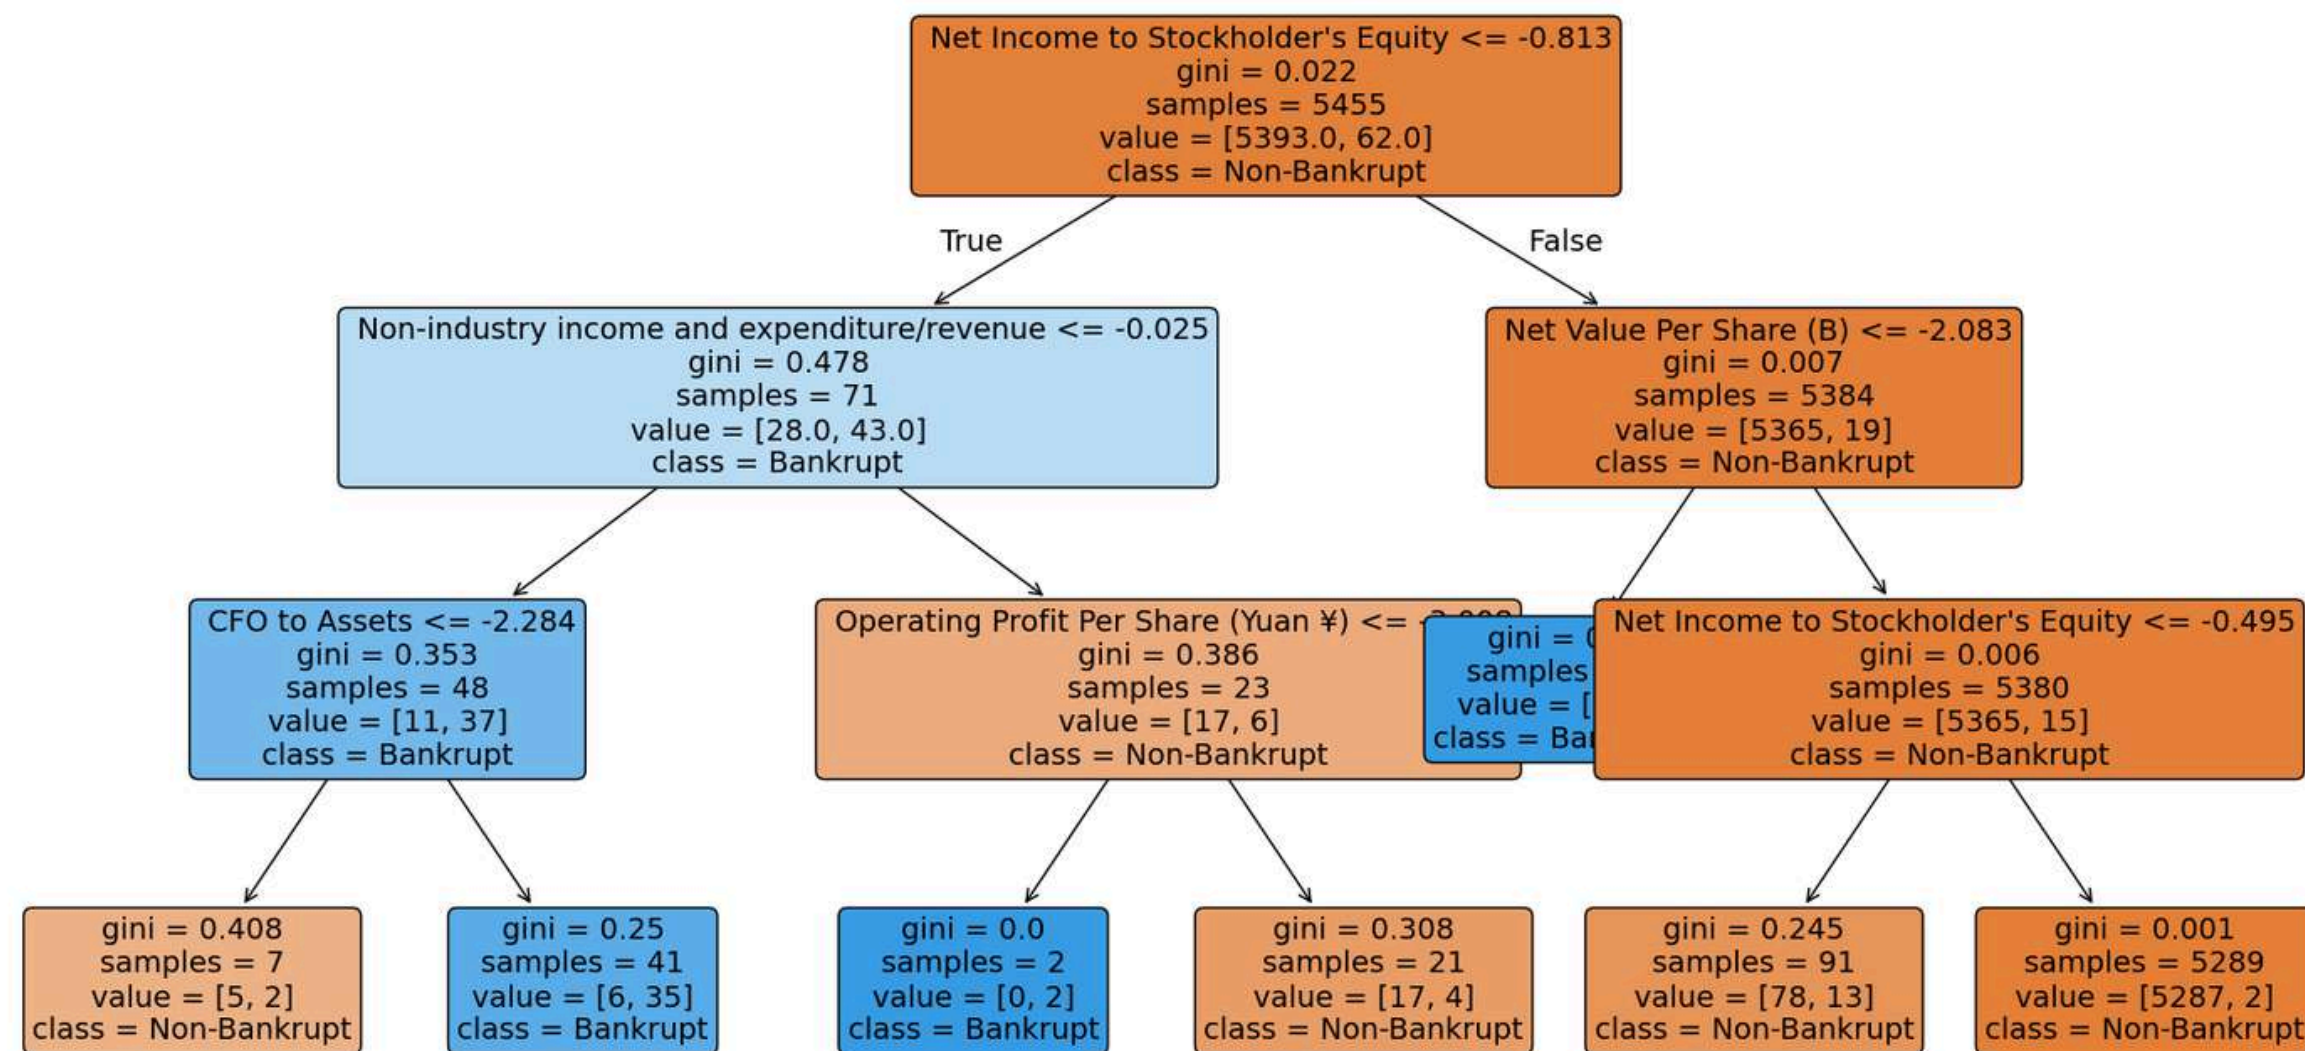 Net Income to Stockholder's Equity <= -0.813
gini = 0.022
samples = 5455
value = [5393.0, 62.0]
class = Non-Bankrupt
True
False
Non-industry income and expenditure/revenue <= -0.025
gini = 0.478
samples = 71
value = [28.0, 43.0]
class = Bankrupt
Net Value Per Share (B) <= -2.083
gini = 0.007
samples = 5384
value = [5365, 19]
class = Non-Bankrupt
CFO to Assets <= -2.284
gini = 0.353
samples = 48
value = [11, 37]
class = Bankrupt
Operating Profit Per Share (Yuan ¥) <=
gini = 0.386
samples = 23
value = [17, 6]
class = Non-Bankrupt
gini =
samples
value = [
class =
Net Income to Stockholder's Equity <= -0.495
gini = 0.006
samples = 5380
value = [5365, 15]
class = Non-Bankrupt
gini = 0.408
samples = 7
value = [5, 2]
class = Non-Bankrupt
gini = 0.25
samples = 41
value = [6, 35]
class = Bankrupt
gini = 0.0
samples = 2
value = [0, 2]
class = Bankrupt
gini = 0.308
samples = 21
value = [17, 4]
class = Non-Bankrupt
gini = 0.245
samples = 91
value = [78, 13]
class = Non-Bankrupt
gini = 0.001
samples = 5289
value = [5287, 2]
class = Non-Bankrupt